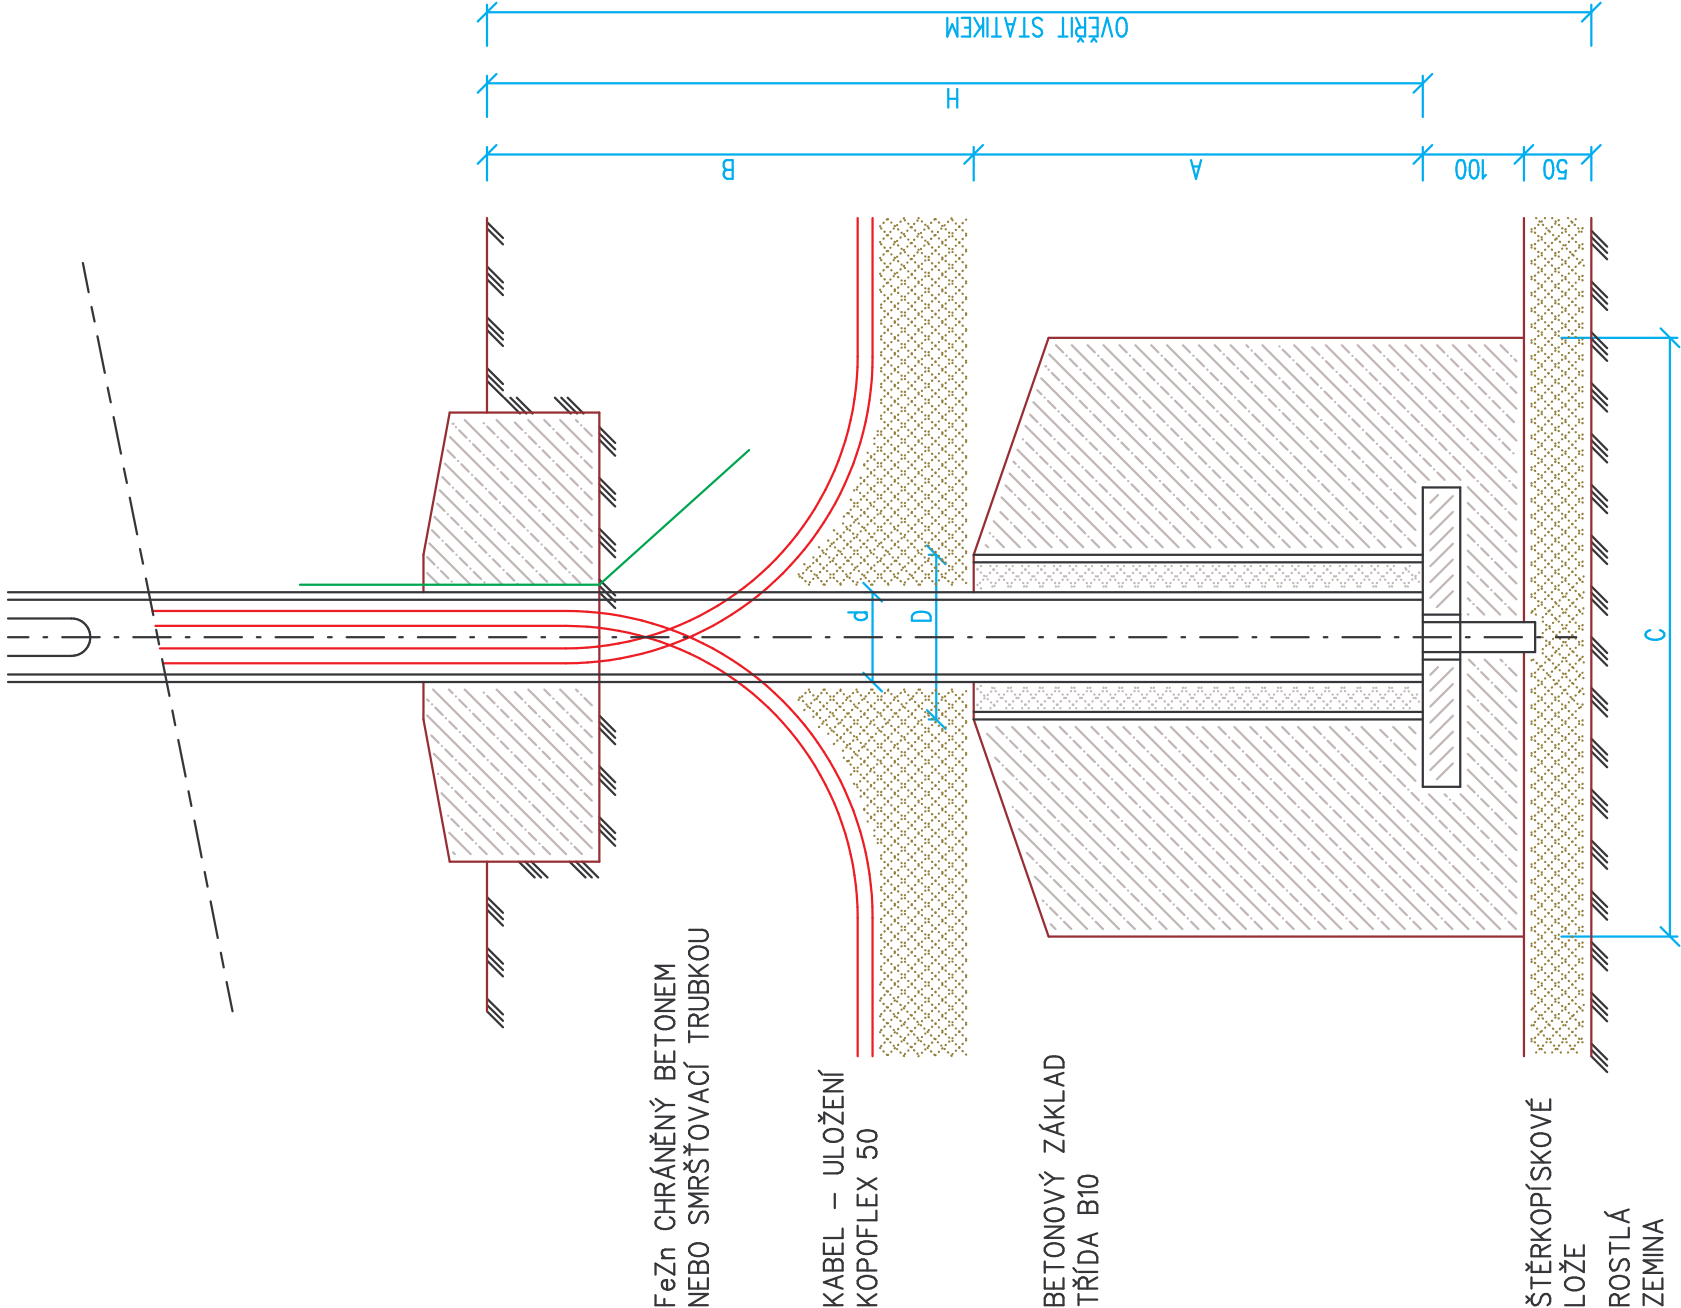 FeZn CHRÁNĚNÝ BETONEM
NEBO SMRŠŤOVACÍ TRUBKOU
KABEL – ULOŽENÍ
KOPOFLEX 50
BETONOVÝ ZÁKLAD
TŘÍDA B10
ŠTĚRKOPÍSKOVÉ
LOŽE
ROSTLÁ
ZEMINA
OVĚŘIT STATIKEM
H
B
A
100
50
d
D
C